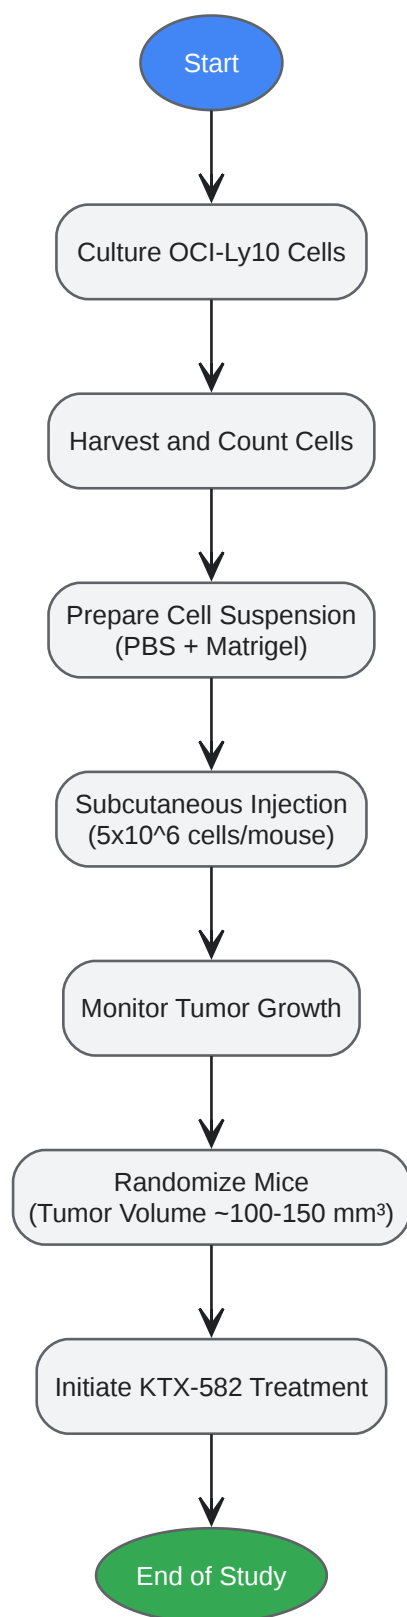 Start
Culture OCI-Ly10 Cells
Harvest and Count Cells
Prepare Cell Suspension
(PBS + Matrigel)
Subcutaneous Injection
(5x10^6 cells/mouse)
Monitor Tumor Growth
Randomize Mice
(Tumor Volume ~100-150 mm³)
Initiate KTX-582 Treatment
End of Study